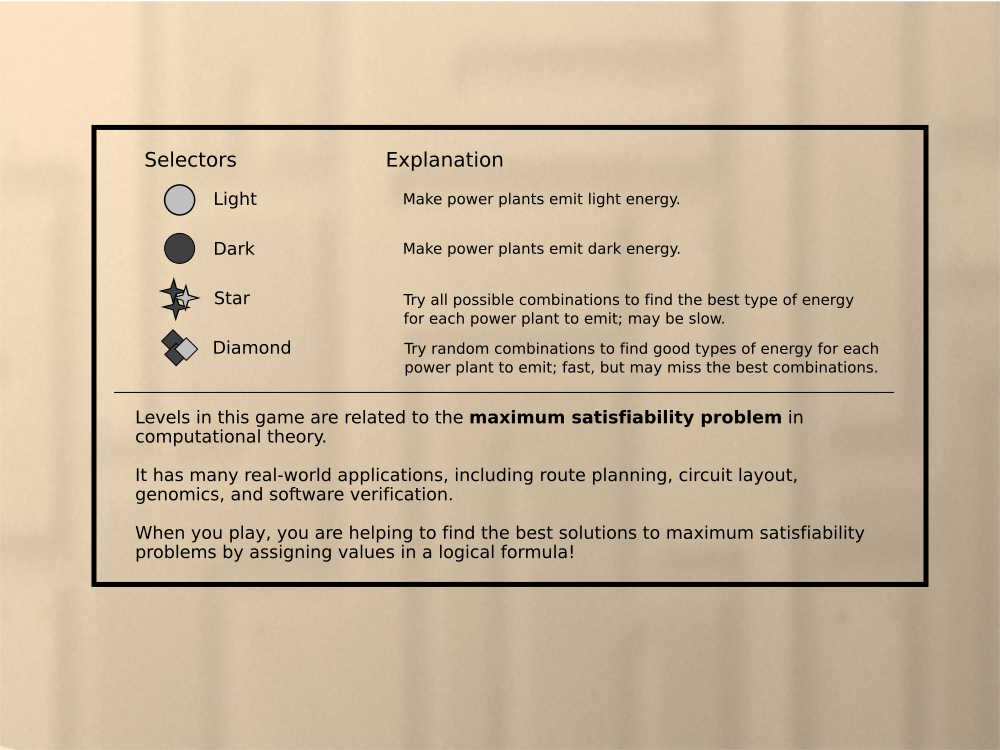 Selectors Explanation
Light Make power plants emit light energy.
Dark Make power plants emit dark energy.
Star Try all possible combinations to find the best type of energy
for each power plant to emit; may be slow.
Diamond Try random combinations to find good types of energy for each
power plant to emit; fast, but may miss the best combinations.
Levels in this game are related to the maximum satisfiability problem in
computational theory.
It has many real-world applications, including route planning, circuit layout,
genomics, and software verification.
When you play, you are helping to find the best solutions to maximum satisfiability
problems by assigning values in a logical formula!